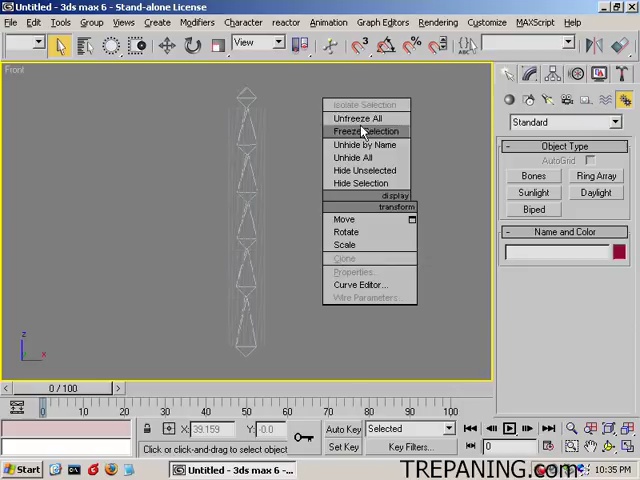 Untitled - 3ds max 6 - Stand-alone License
File Edit Tools Group Views Create Modifiers Character reactor Animation Graph Editors Rendering Customize MAXScript Help
View
Front
Isolate Selection
Unfreeze All
Freeze Selection
Unhide by Name
Unhide All
Hide Unselected
Hide Selection
display
transform
Move
Rotate
Scale
Clone
Properties...
Curve Editor...
Wire Parameters
Standard
Object Type
AutoGrid
Bones Ring Array
Sunlight Daylight
Biped
Name and Color
z
x
0 / 100
0 10 20 30 40 50 60 70 80 90 100
X: 39.159 Y: -0.0
Auto Key Selected
Click or click-and-drag to select object
Set Key Key Filters... 0
Start Untitled - 3ds max 6 -... 10:35 PM
TREPANING.com